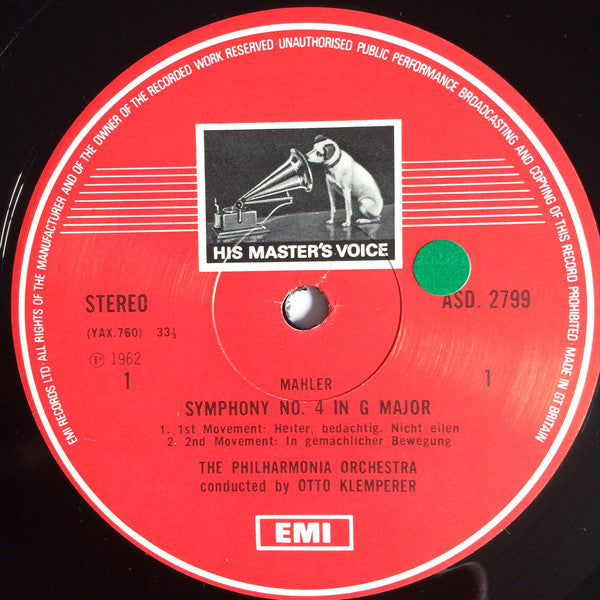 EMI RECORDS LTD · ALL RIGHTS OF THE MANUFACTURER AND OF THE OWNER OF THE RECORDED WORK RESERVED · UNAUTHORISED PUBLIC PERFORMANCE BROADCASTING AND COPYING OF THIS RECORD PROHIBITED · MADE IN GT BRITAIN
HIS MASTER'S VOICE
STEREO
ASD. 2799
(YAX.760) 33⅓
℗ 1962
1
1
MAHLER
SYMPHONY NO. 4 IN G MAJOR
1. 1st Movement: Heiter, bedächtig. Nicht eilen
2. 2nd Movement: In gemachlicher Bewegung
THE PHILHARMONIA ORCHESTRA
conducted by OTTO KLEMPERER
EMI